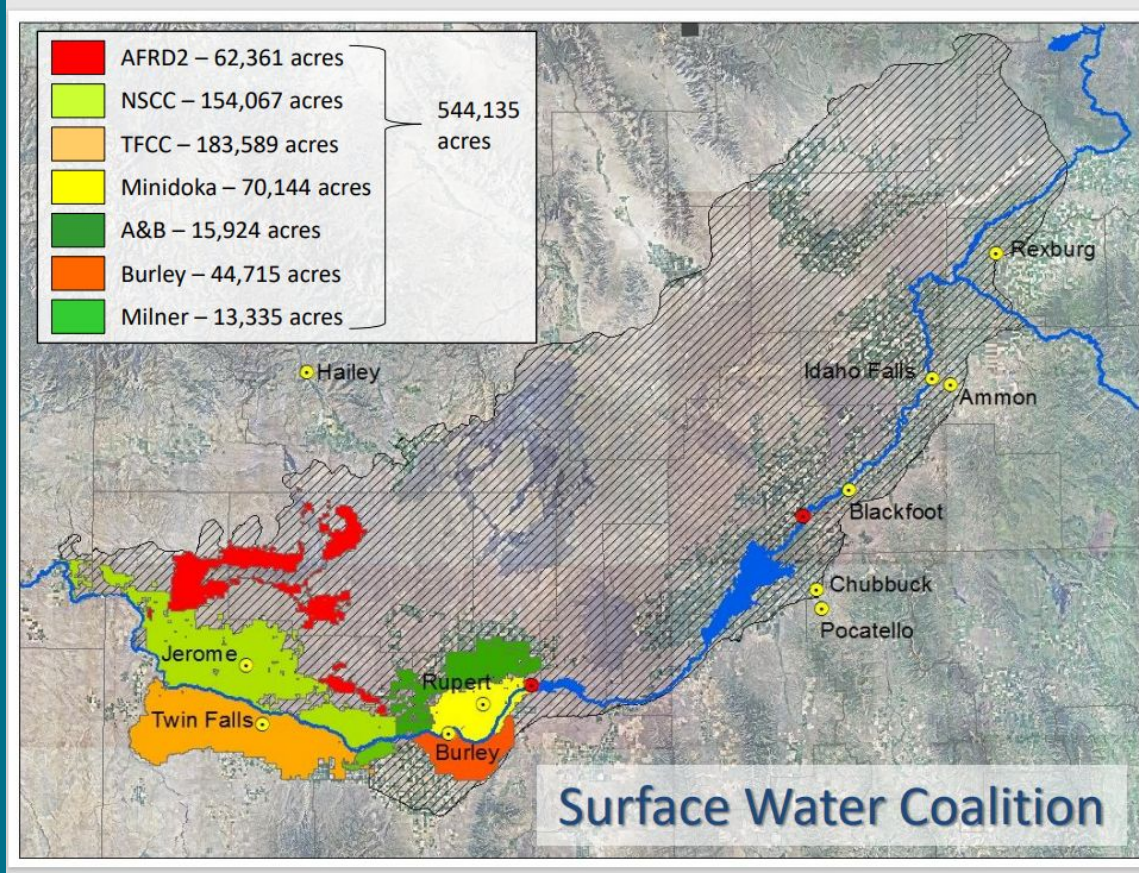 AFRD2 – 62,361 acres
NSCC – 154,067 acres
TFCC – 183,589 acres
Minidoka – 70,144 acres
A&B – 15,924 acres
Burley – 44,715 acres
Milner – 13,335 acres
544,135
acres
Rexburg
Hailey
Idaho Falls
Ammon
Blackfoot
Chubbuck
Pocatello
Jerome
Rupert
Twin Falls
Burley
Surface Water Coalition